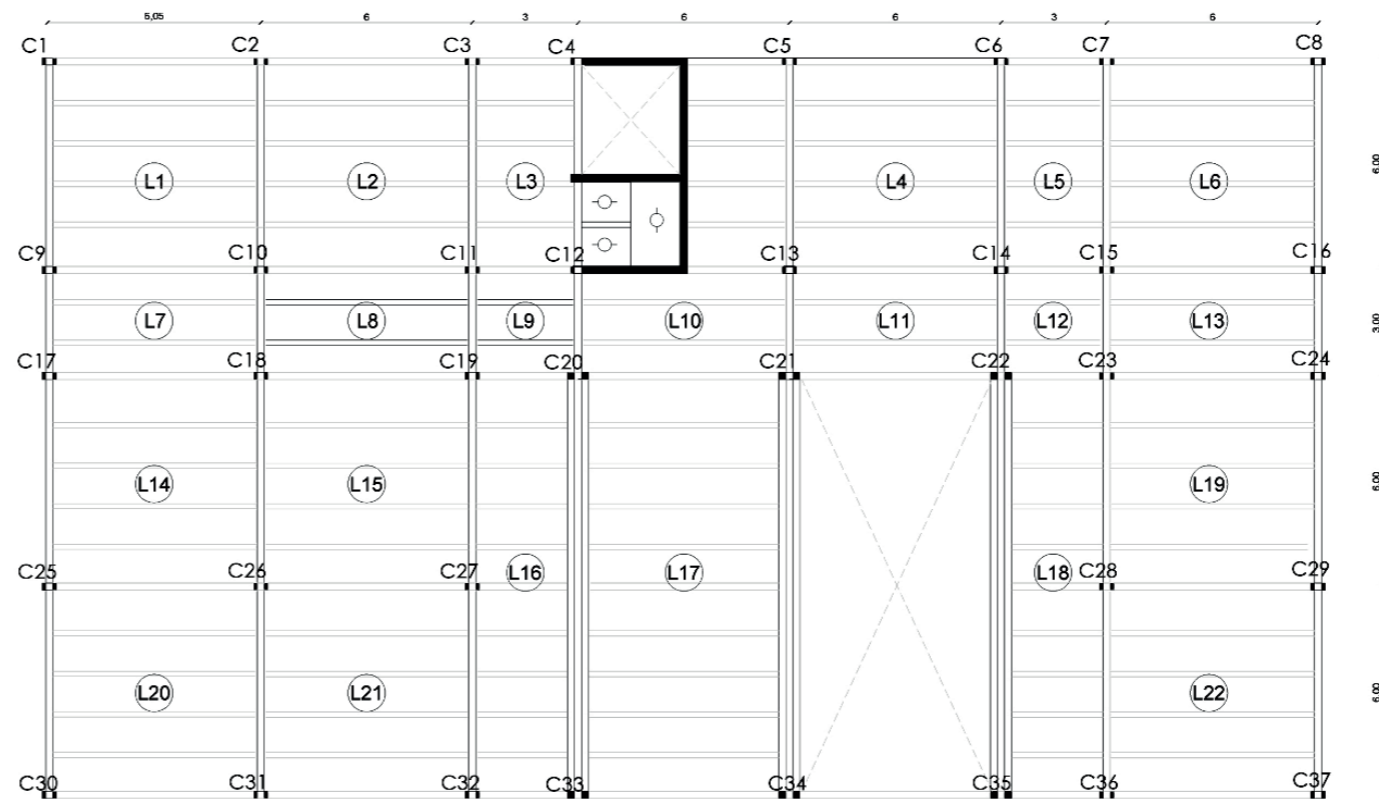 5,05 6 3 6 6 3 6
C1 C2 C3 C4 C5 C6 C7 C8
L1 L2 L3 L4 L5 L6
6.00
C9 C10 C11 C12 C13 C14 C15 C16
L7 L8 L9 L10 L11 L12 L13
3.00
C17 C18 C19 C20 C21 C22 C23 C24
L14 L15 L19
6.00
C25 C26 C27 C28 C29
L16 L17 L18
L20 L21 L22
6.00
C30 C31 C32 C33 C34 C35 C36 C37